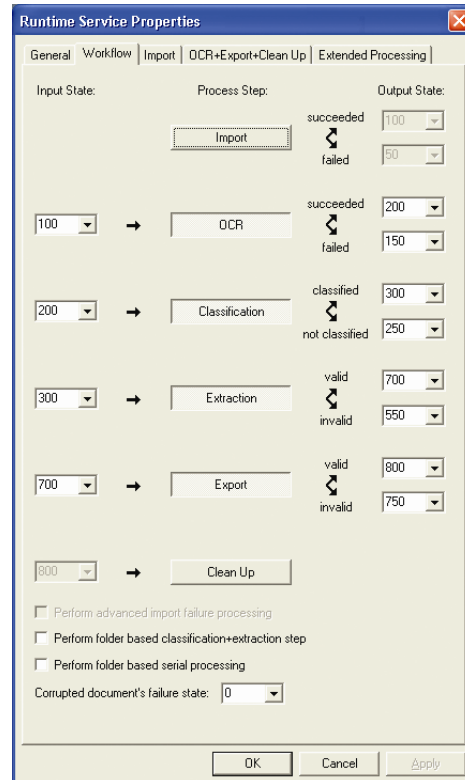 Runtime Service Properties
General Workflow Import OCR+Export+Clean Up Extended Processing
Input State: Process Step: Output State:
succeeded 100
Import
failed 50
succeeded 200
100 OCR
failed 150
classified 300
200 Classification
not classified 250
valid 700
300 Extraction
invalid 550
valid 800
700 Export
invalid 750
800 Clean Up
Perform advanced import failure processing
Perform folder based classification+extraction step
Perform folder based serial processing
Corrupted document's failure state: 0
OK Cancel Apply